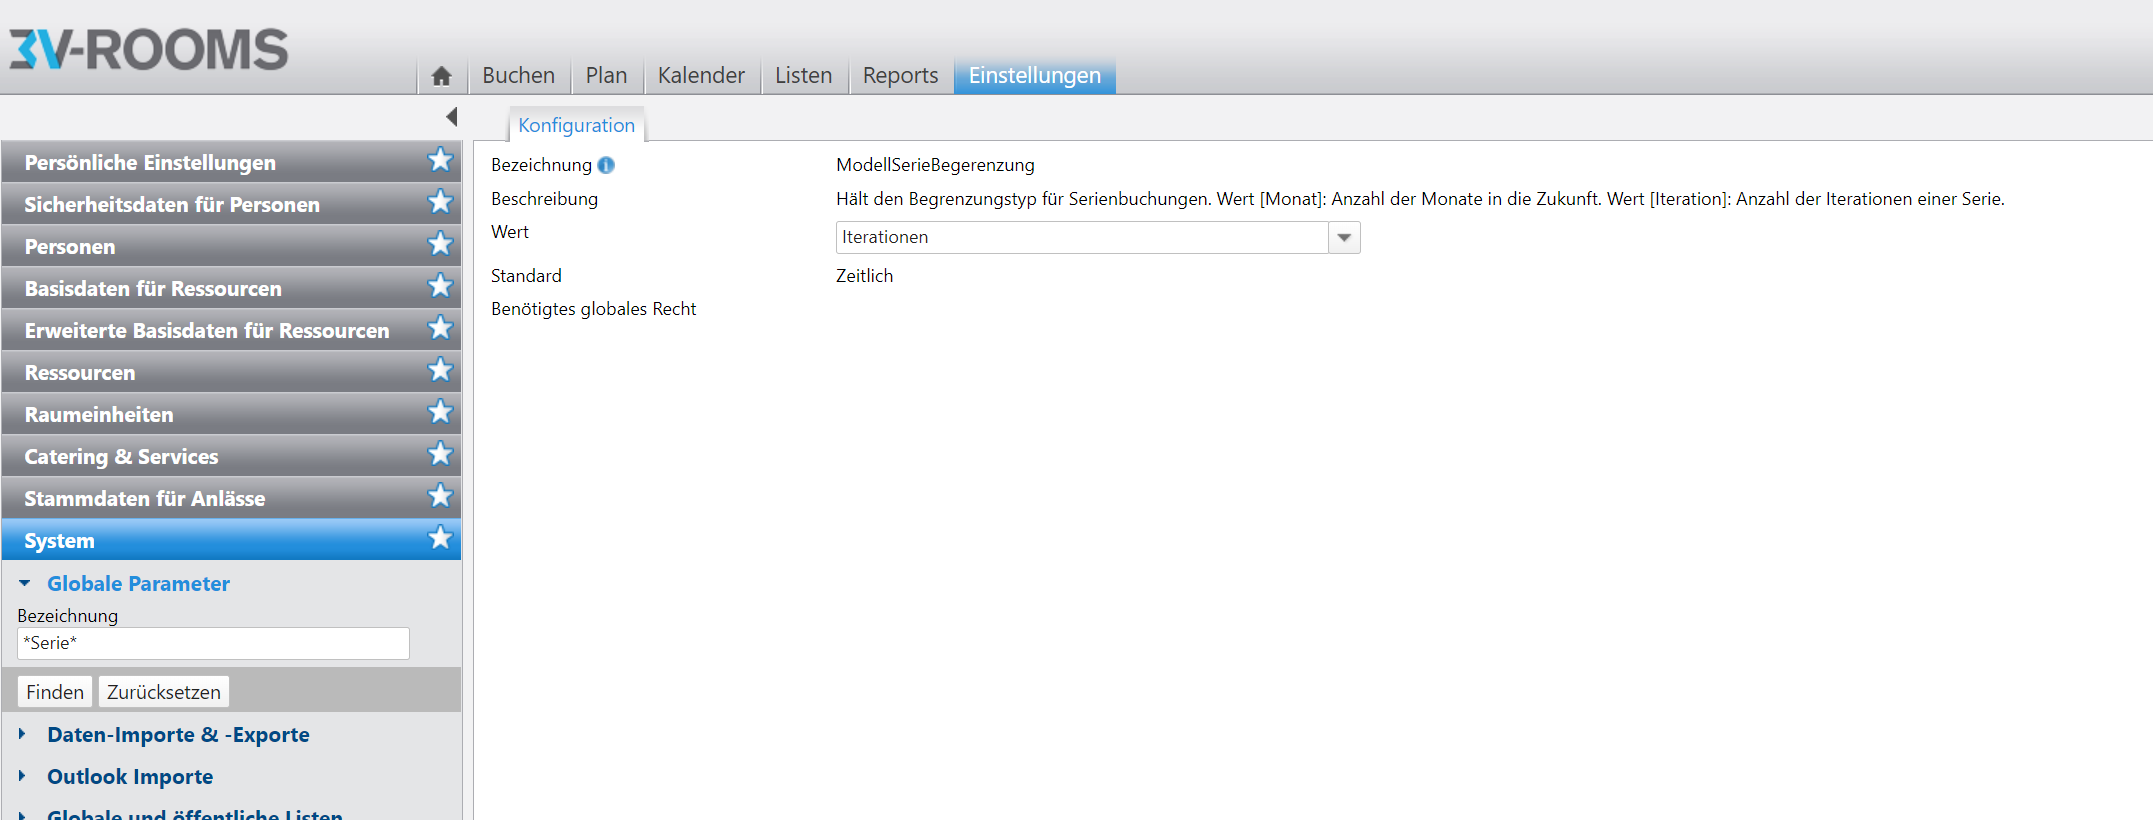 3V-ROOMS
Buchen Plan Kalender Listen Reports Einstellungen
Konfiguration
Persönliche Einstellungen
Sicherheitsdaten für Personen
Personen
Basisdaten für Ressourcen
Erweiterte Basisdaten für Ressourcen
Ressourcen
Raumeinheiten
Catering & Services
Stammdaten für Anlässe
System
Globale Parameter
Bezeichnung
*Serie*
Finden Zurücksetzen
Daten-Importe & -Exporte
Outlook Importe
Globale und öffentliche Listen
Bezeichnung ModellSerieBegerenzung
Beschreibung Hält den Begrenzungstyp für Serienbuchungen. Wert [Monat]: Anzahl der Monate in die Zukunft. Wert [Iteration]: Anzahl der Iterationen einer Serie.
Wert Iterationen
Standard Zeitlich
Benötigtes globales Recht